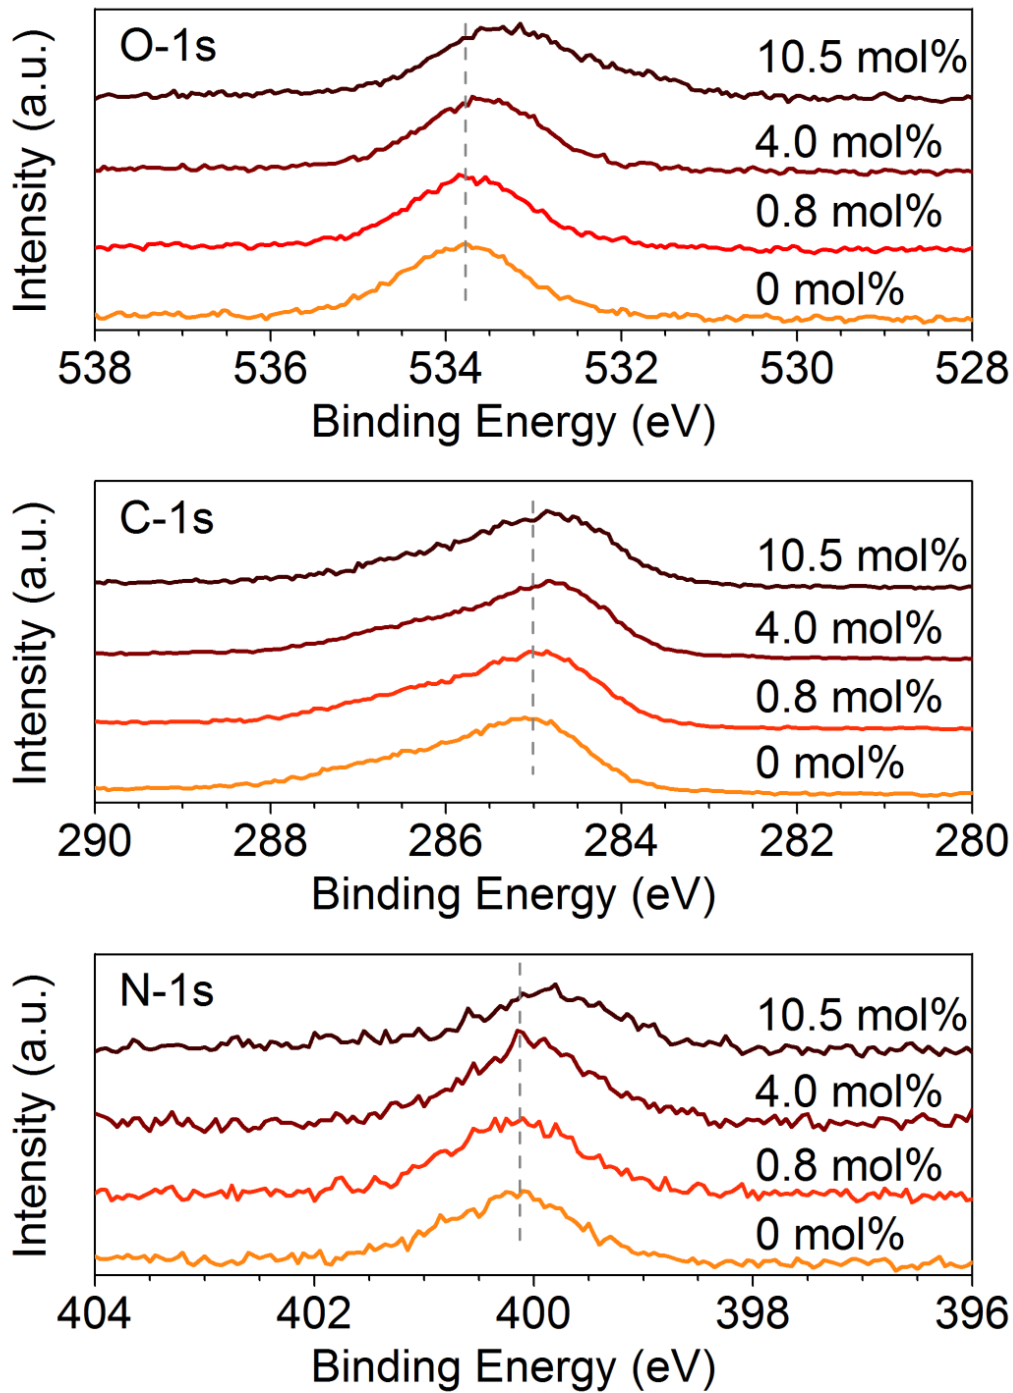 O-1s
10.5 mol%
4.0 mol%
0.8 mol%
0 mol%
Intensity (a.u.)
538 536 534 532 530 528
Binding Energy (eV)
C-1s
10.5 mol%
4.0 mol%
0.8 mol%
0 mol%
Intensity (a.u.)
290 288 286 284 282 280
Binding Energy (eV)
N-1s
10.5 mol%
4.0 mol%
0.8 mol%
0 mol%
Intensity (a.u.)
404 402 400 398 396
Binding Energy (eV)